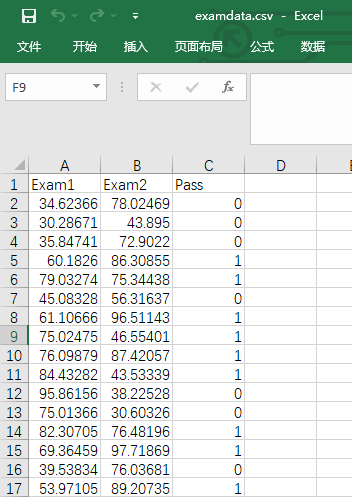 examdata.csv - Excel
文件 开始 插入 页面布局 公式 数据
F9 fx
A B C D E
1 Exam1 Exam2 Pass
2 34.62366 78.02469 0
3 30.28671 43.895 0
4 35.84741 72.9022 0
5 60.1826 86.30855 1
6 79.03274 75.34438 1
7 45.08328 56.31637 0
8 61.10666 96.51143 1
9 75.02475 46.55401 1
10 76.09879 87.42057 1
11 84.43282 43.53339 1
12 95.86156 38.22528 0
13 75.01366 30.60326 0
14 82.30705 76.48196 1
15 69.36459 97.71869 1
16 39.53834 76.03681 0
17 53.97105 89.20735 1